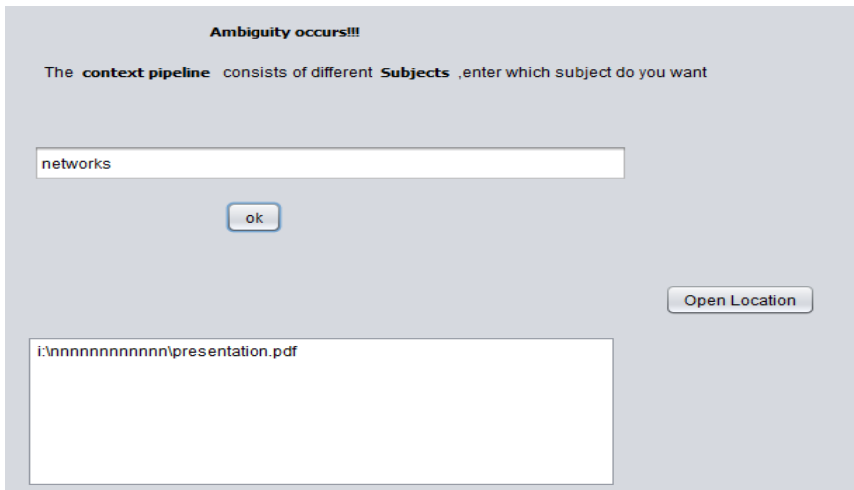 Ambiguity occurs!!!
The context pipeline consists of different Subjects ,enter which subject do you want
networks
ok
Open Location
i:\nnnnnnnnnnnnn\presentation.pdf